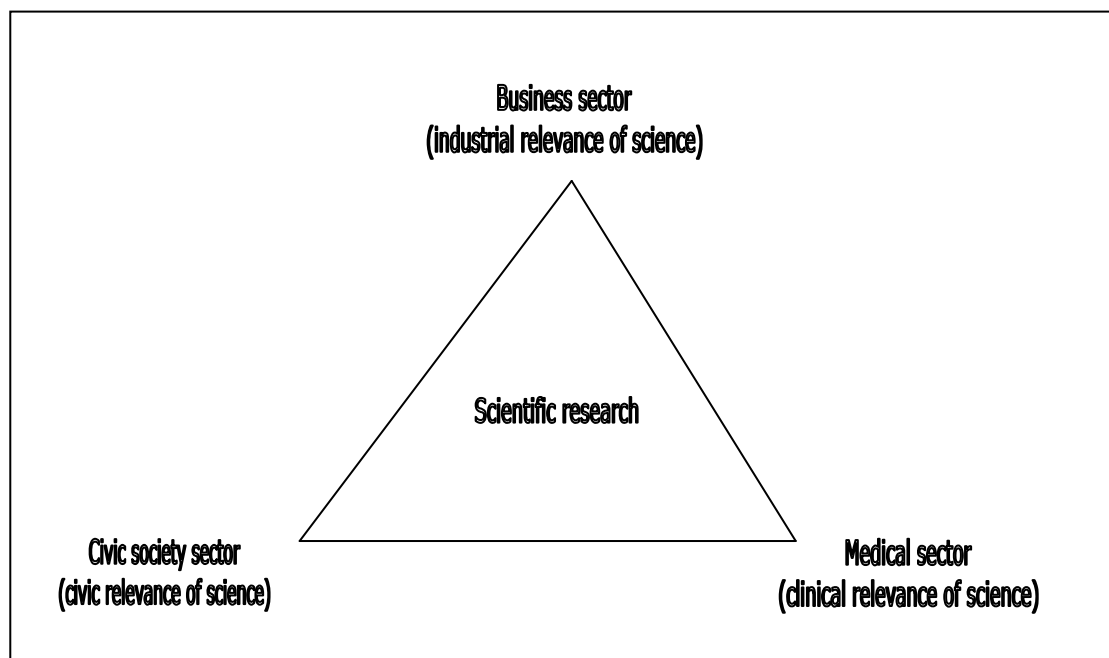 Business sector
(industrial relevance of science)
Scientific research
Civic society sector
(civic relevance of science)
Medical sector
(clinical relevance of science)